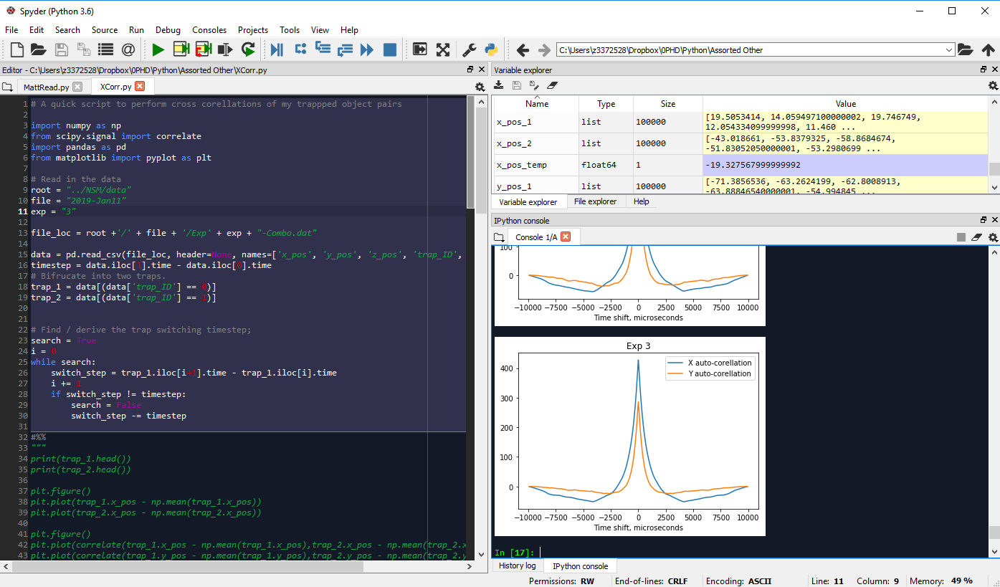 Spyder (Python 3.6)
File Edit Search Source Run Debug Consoles Projects Tools View Help
C:\Users\z3372528\Dropbox\0PHD\Python\Assorted Other
Editor - C:\Users\z3372528\Dropbox\0PHD\Python\Assorted Other\XCorr.py
MattRead.py XCorr.py
1 # A quick script to perform cross corellations of my trappped object pairs
2
3 import numpy as np
4 from scipy.signal import correlate
5 import pandas as pd
6 from matplotlib import pyplot as plt
7
8 # Read in the data
9 root = "../NSM/data"
10 file = "2019-Jan11"
11 exp = "3"
12
13 file_loc = root +'/' + file + '/Exp' + exp + "-Combo.dat"
14
15 data = pd.read_csv(file_loc, header=None, names=['x_pos', 'y_pos', 'z_pos', 'trap_ID',
16 timestep = data.iloc[1].time - data.iloc[0].time
17 # Bifrucate into two traps.
18 trap_1 = data[(data['trap_ID'] == 0)]
19 trap_2 = data[(data['trap_ID'] == 1)]
20
21
22 # Find / derive the trap switching timestep;
23 search = True
24 i = 0
25 while search:
26 switch_step = trap_1.iloc[i+1].time - trap_1.iloc[i].time
27 i += 1
28 if switch_step != timestep:
29 search = False
30 switch_step -= timestep
31
32 #%%
33 """
34 print(trap_1.head())
35 print(trap_2.head())
36
37 plt.figure()
38 plt.plot(trap_1.x_pos - np.mean(trap_1.x_pos))
39 plt.plot(trap_2.x_pos - np.mean(trap_2.x_pos))
40
41 plt.figure()
42 plt.plot(correlate(trap_1.x_pos - np.mean(trap_1.x_pos),trap_2.x_pos - np.mean(trap_2.x
43 plt.plot(correlate(trap_1.y_pos - np.mean(trap_1.y_pos),trap_2.y_pos - np.mean(trap_2.y
Variable explorer
Name Type Size Value
x_pos_1 list 100000 [19.5053414, 14.059497100000002, 19.746749,
12.054334099999998, 11.460 ...
x_pos_2 list 100000 [-43.018661, -53.8379325, -58.8684674,
-51.83052050000001, -53.2980699 ...
x_pos_temp float64 1 -19.327567999999992
y_pos_1 list 100000 [-71.3856536, -63.2624199, -62.8008913,
-63.88846540000001, -54.994845 ...
Variable explorer File explorer Help
IPython console
Console 1/A
100
0
−10000 −7500 −5000 −2500 0 2500 5000 7500 10000
Time shift, microseconds
Exp 3
X auto-corellation
Y auto-corellation
400
300
200
100
0
−10000 −7500 −5000 −2500 0 2500 5000 7500 10000
Time shift, microseconds
In [17]:
History log IPython console
Permissions: RW End-of-lines: CRLF Encoding: ASCII Line: 11 Column: 9 Memory: 49 %